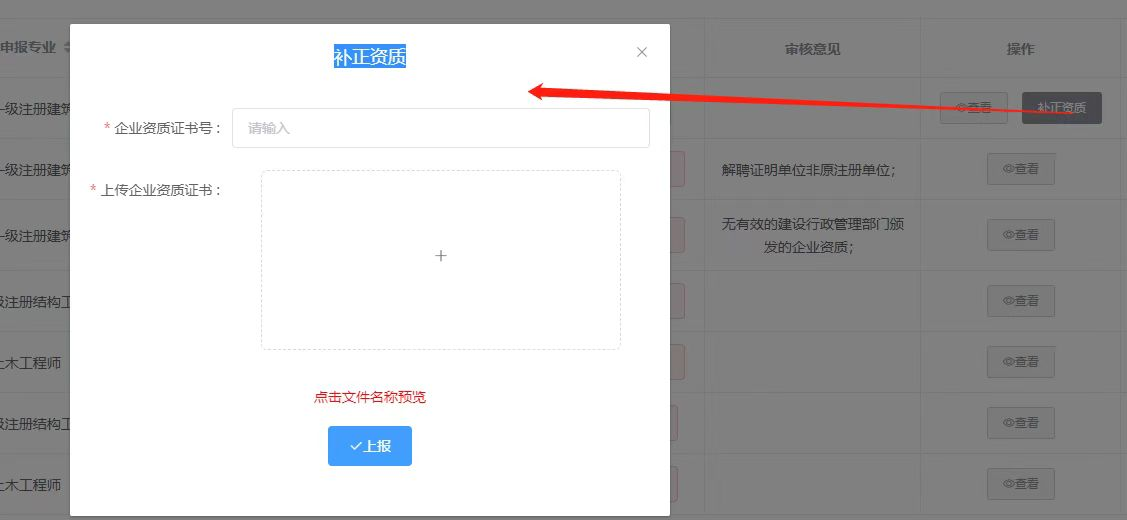 补正资质
* 企业资质证书号：
请输入
* 上传企业资质证书：
+
点击文件名称预览
上报
申报专业
审核意见
操作
一级注册建筑
查看
补正资质
一级注册建筑
解聘证明单位非原注册单位；
查看
一级注册建筑
无有效的建设行政管理部门颁
发的企业资质；
查看
级注册结构工
查看
土木工程师
查看
级注册结构工
查看
土木工程师
查看